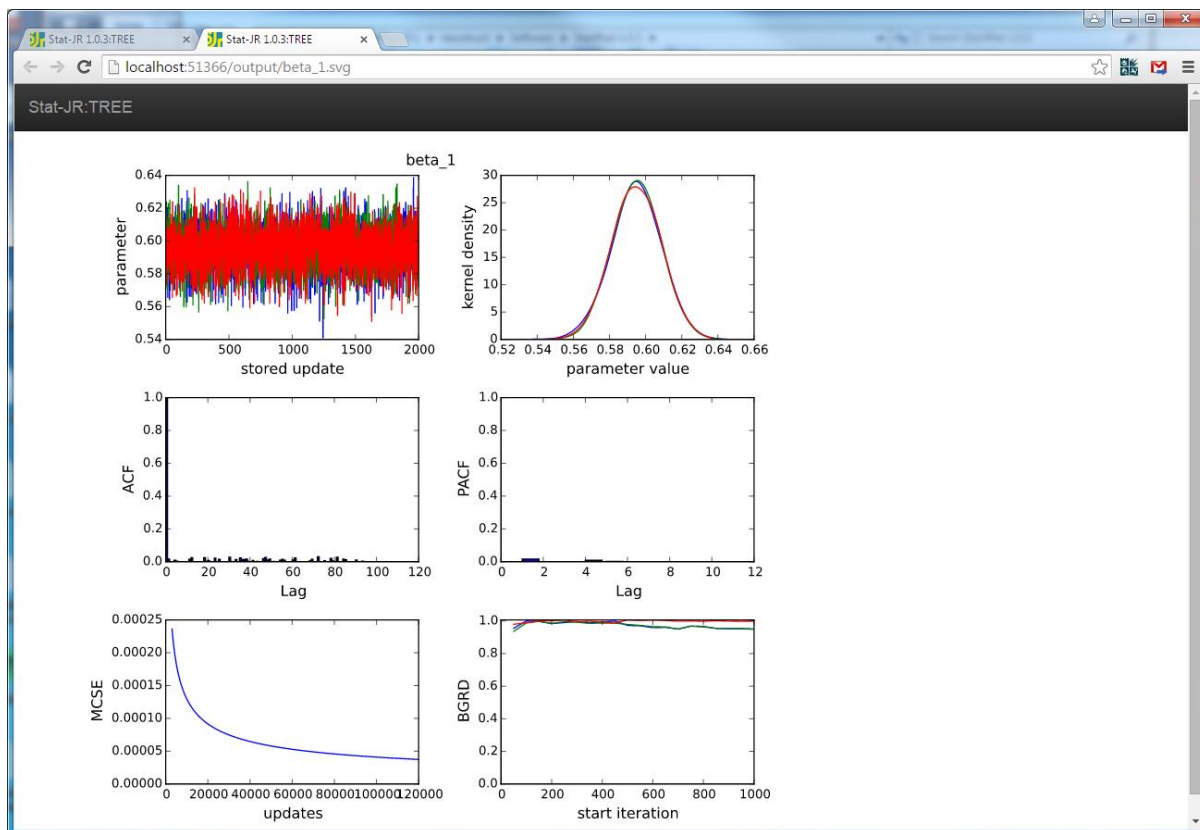 Stat-JR 1.0.3:TREE
Stat-JR 1.0.3:TREE
localhost:51366/output/beta_1.svg
Stat-JR:TREE
beta_1
0.64
0.62
0.60
0.58
0.56
0.54
parameter
0 500 1000 1500 2000
stored update
30
25
20
15
10
5
0
kernel density
0.52 0.54 0.56 0.58 0.60 0.62 0.64 0.66
parameter value
1.0
0.8
0.6
0.4
0.2
0.0
ACF
0 20 40 60 80 100 120
Lag
1.0
0.8
0.6
0.4
0.2
0.0
PACF
0 2 4 6 8 10 12
Lag
0.00025
0.00020
0.00015
0.00010
0.00005
0.00000
MCSE
20000 40000 60000 80000 100000 120000
updates
1.0
0.8
0.6
0.4
0.2
0.0
BGRD
0 200 400 600 800 1000
start iteration